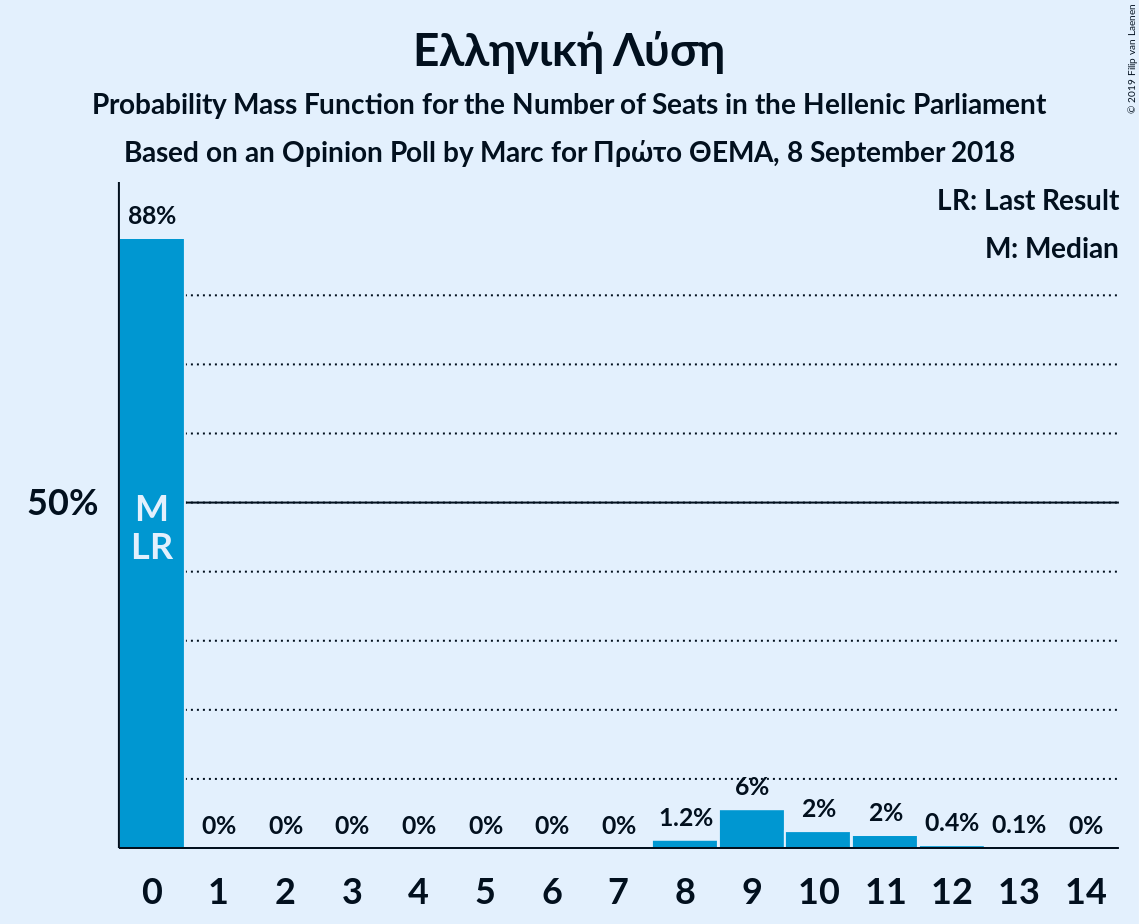 Ελληνική Λύση
Probability Mass Function for the Number of Seats in the Hellenic Parliament
Based on an Opinion Poll by Marc for Πρώτο ΘΕΜΑ, 8 September 2018
© 2019 Filip van Laenen
LR: Last Result
M: Median
88%
50%
M
LR
0% 0% 0% 0% 0% 0% 0% 1.2% 6% 2% 2% 0.4% 0.1% 0%
0 1 2 3 4 5 6 7 8 9 10 11 12 13 14